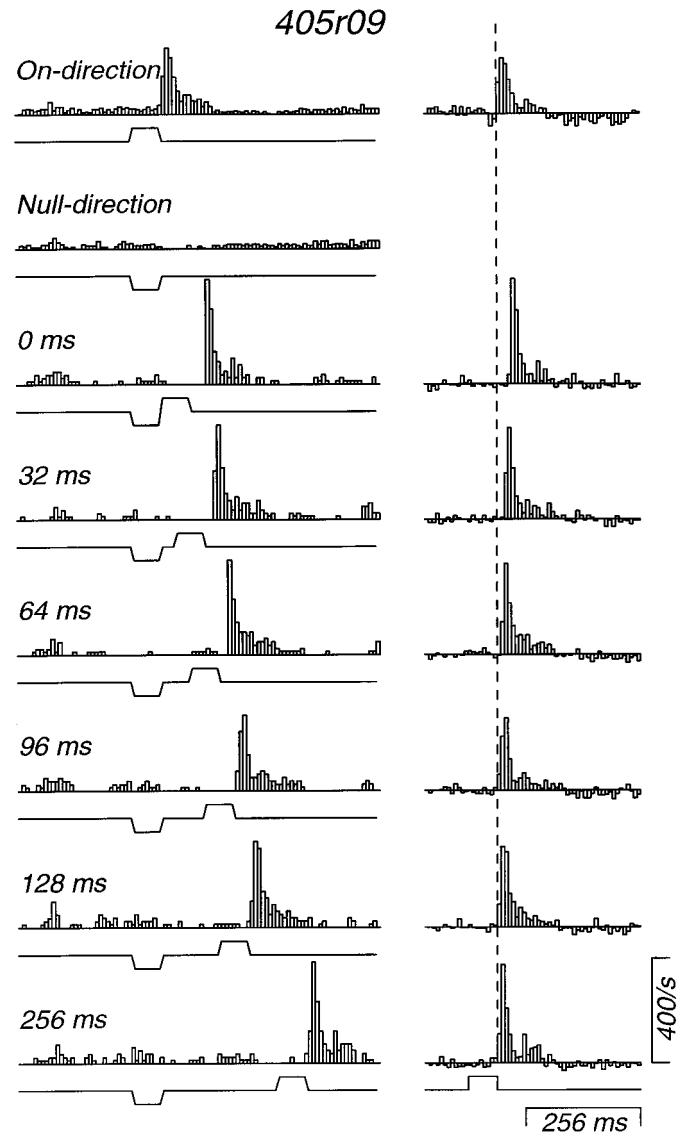 405r09
On-direction
Null-direction
0 ms
32 ms
64 ms
96 ms
128 ms
256 ms
400/s
256 ms